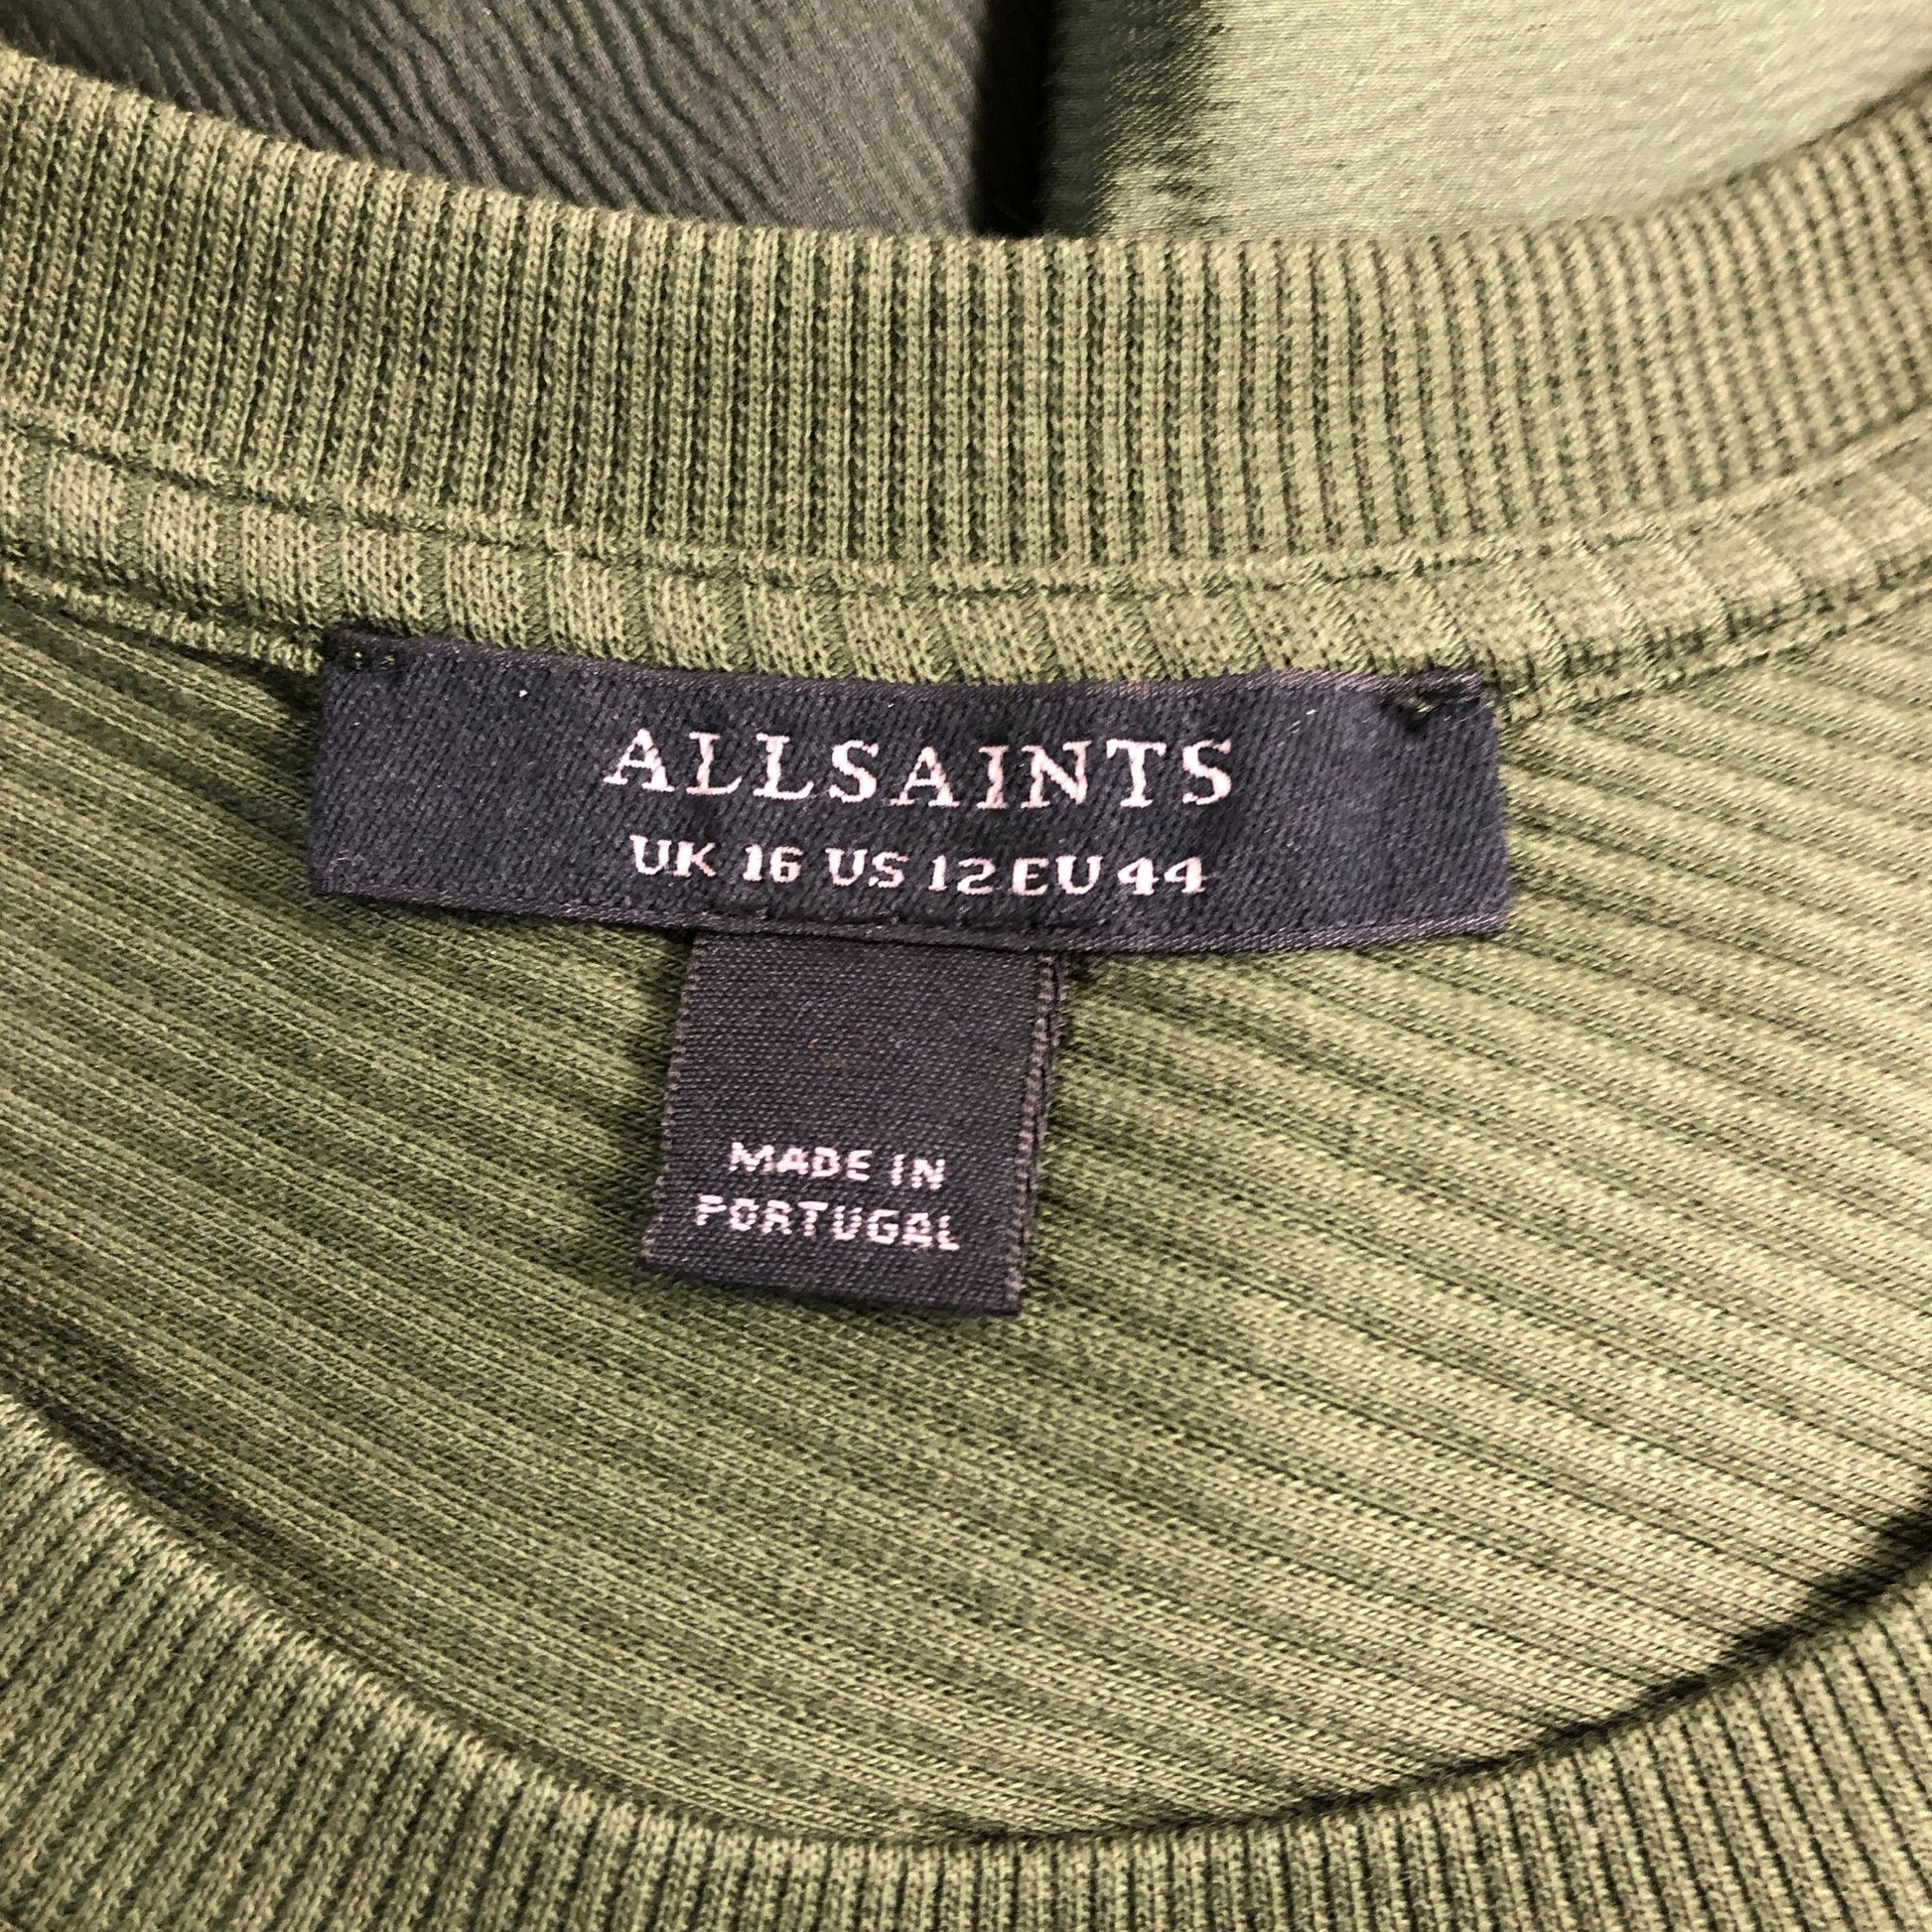 ALLSAINTS
UK 16 US 12 EU 44
MADE IN
PORTUGAL